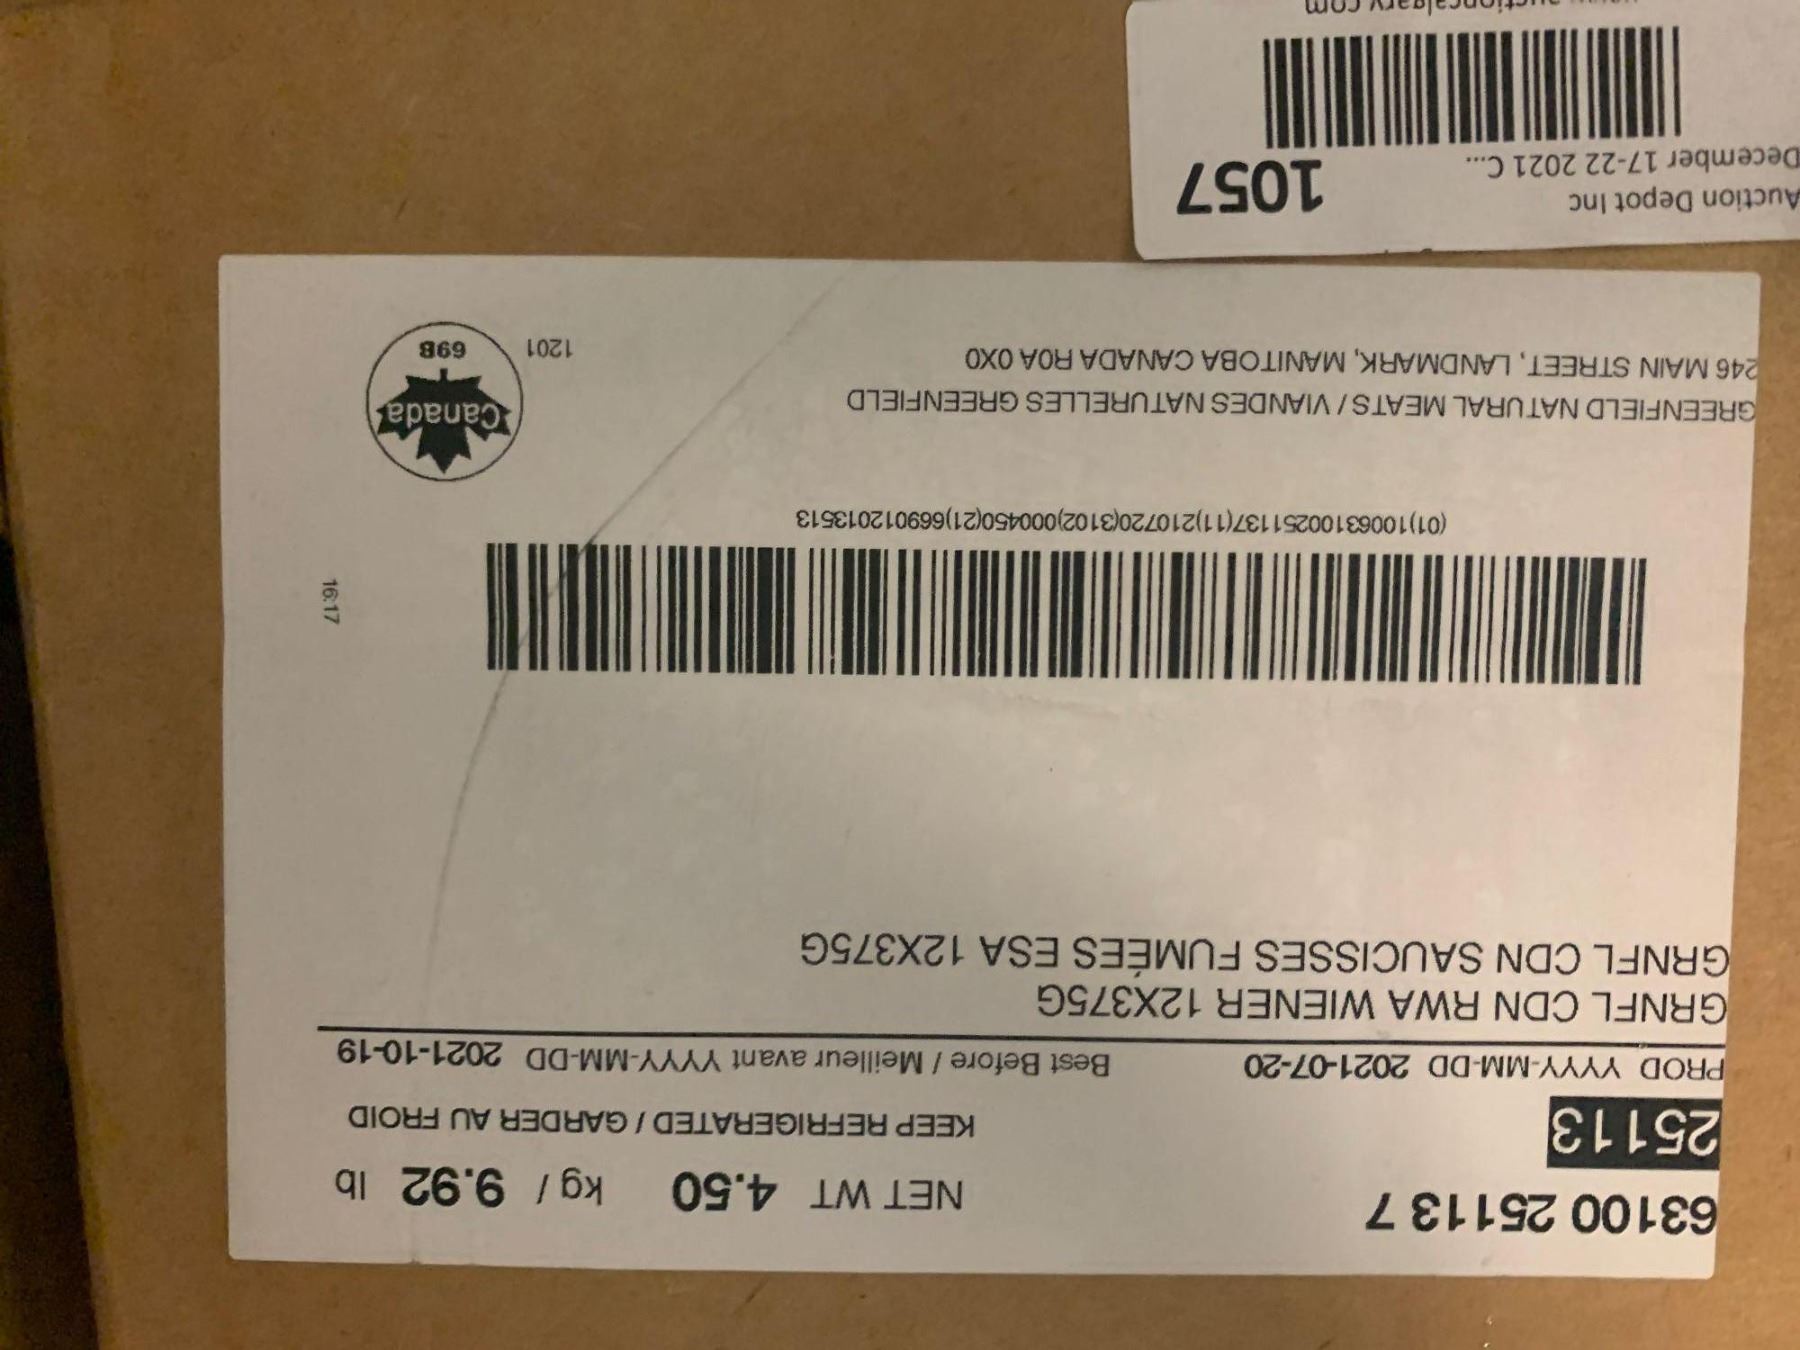 63100 25113 7
NET WT 4.50 kg / 9.92 lb
25113
KEEP REFRIGERATED / GARDER AU FROID
PROD YYYY-MM-DD 2021-07-20
Best Before / Meilleur avant YYYY-MM-DD 2021-10-19
GRNFL CDN RWA WIENER 12X375G
GRNFL CDN SAUCISSES FUMÉES ESA 12X375G
16:17
(01)10063100251137(11)210720(3102)000450(21)669012013513
GREENFIELD NATURAL MEATS / VIANDES NATURELLES GREENFIELD
246 MAIN STREET, LANDMARK, MANITOBA CANADA R0A 0X0
Canada
69B
1201
Auction Depot Inc
December 17-22 2021 C...
1057